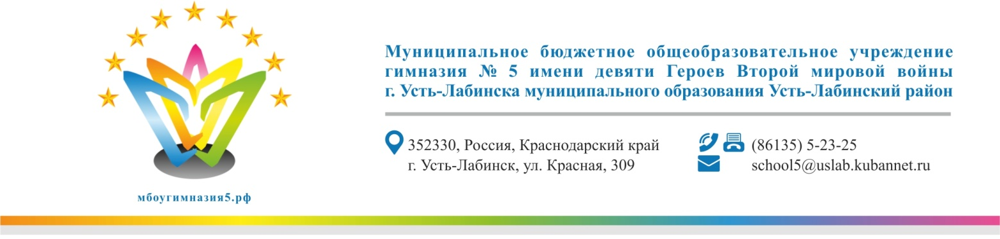 Муниципальное бюджетное общеобразовательное учреждение
гимназия № 5 имени девяти Героев Второй мировой войны
г. Усть-Лабинска муниципального образования Усть-Лабинский район
352330, Россия, Краснодарский край
г. Усть-Лабинск, ул. Красная, 309
(86135) 5-23-25
school5@uslab.kubannet.ru
мбоугимназия5.рф